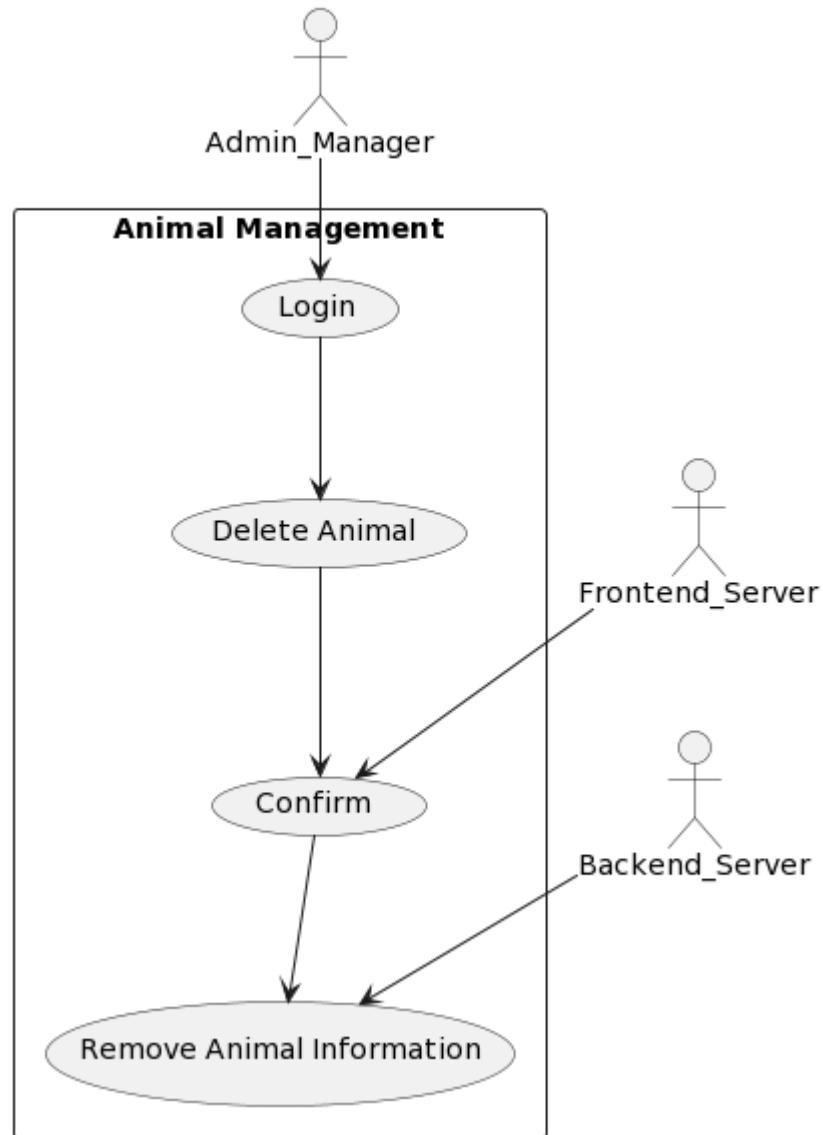 Admin_Manager
Animal Management
Login
Delete Animal
Frontend_Server
Confirm
Backend_Server
Remove Animal Information